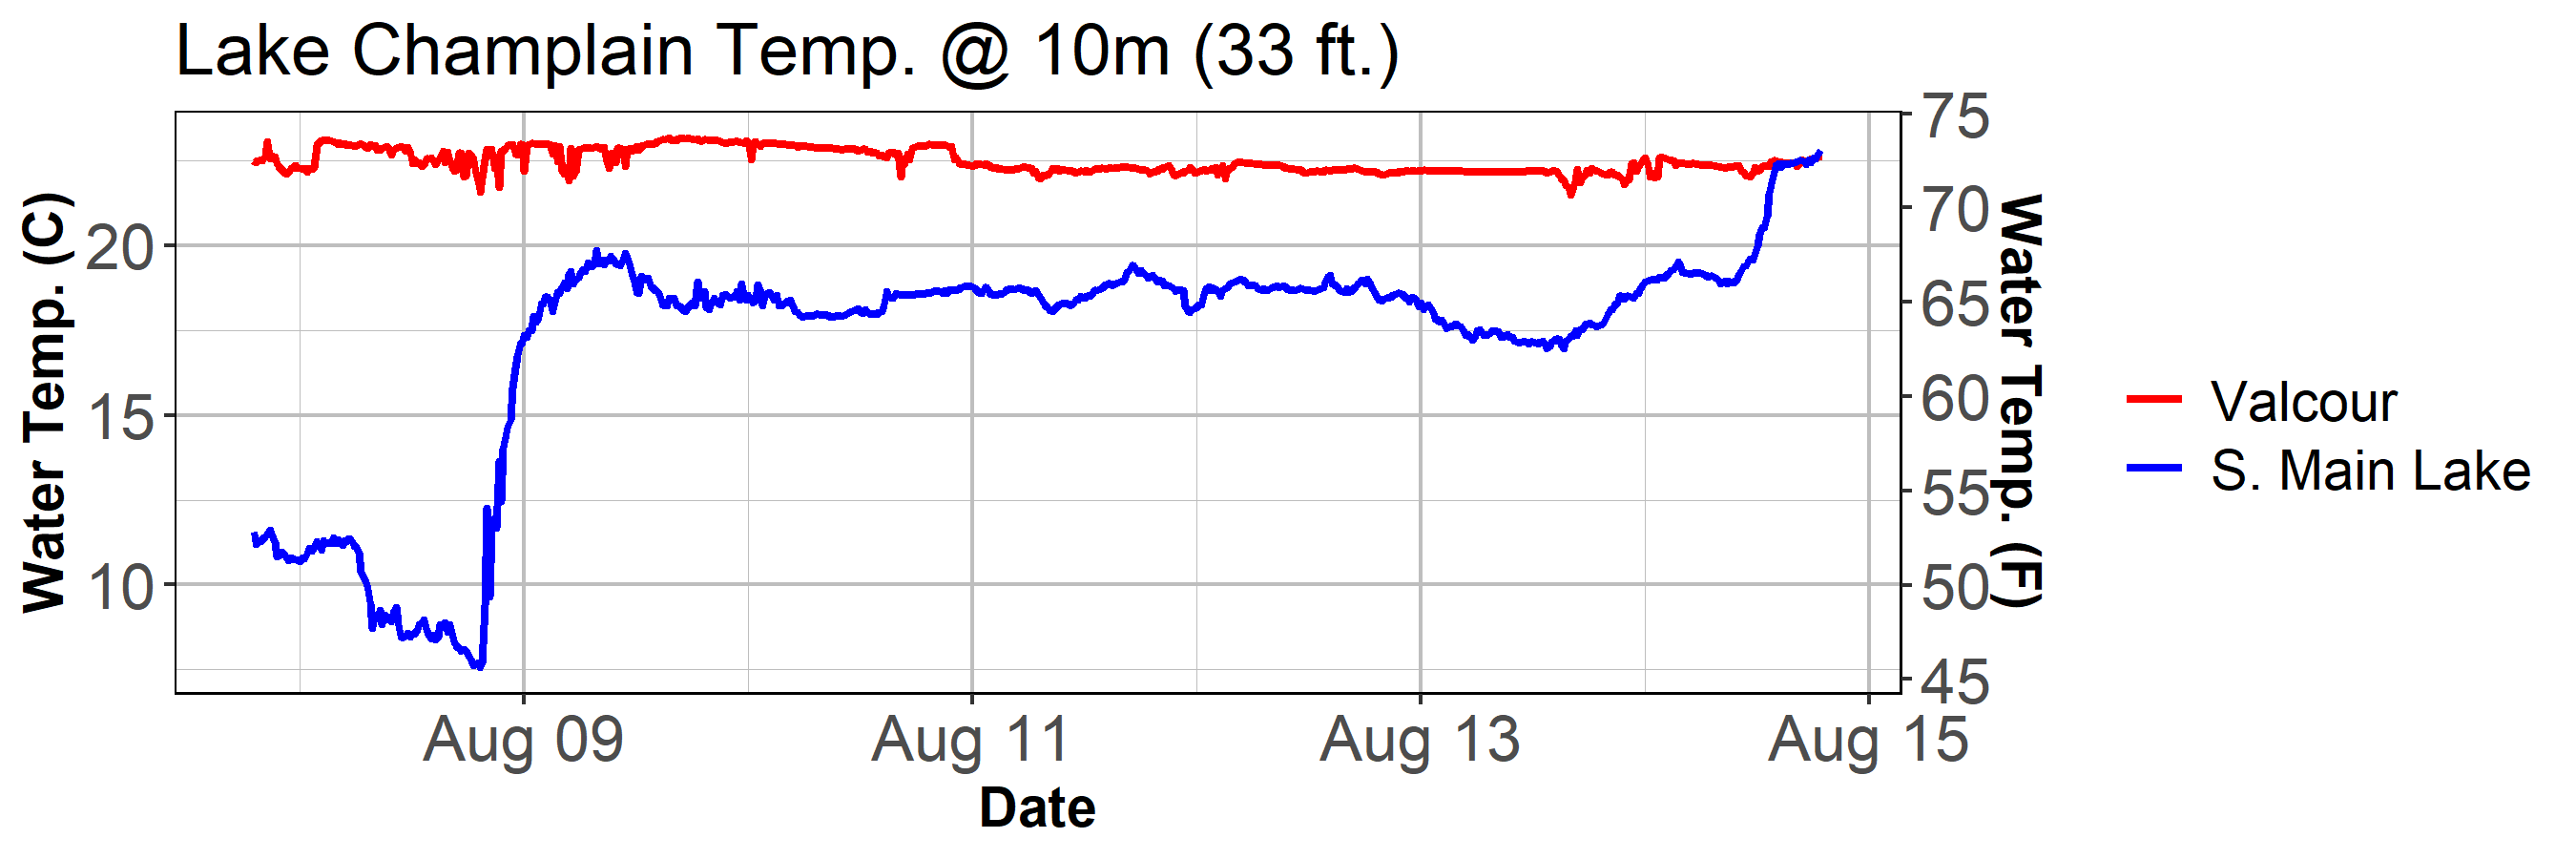 Lake Champlain Temp. @ 10m (33 ft.)
Water Temp. (C)
20
15
10
75
70
65
60
55
50
45
Water Temp. (F)
Aug 09
Aug 11
Aug 13
Aug 15
Date
Valcour
S. Main Lake